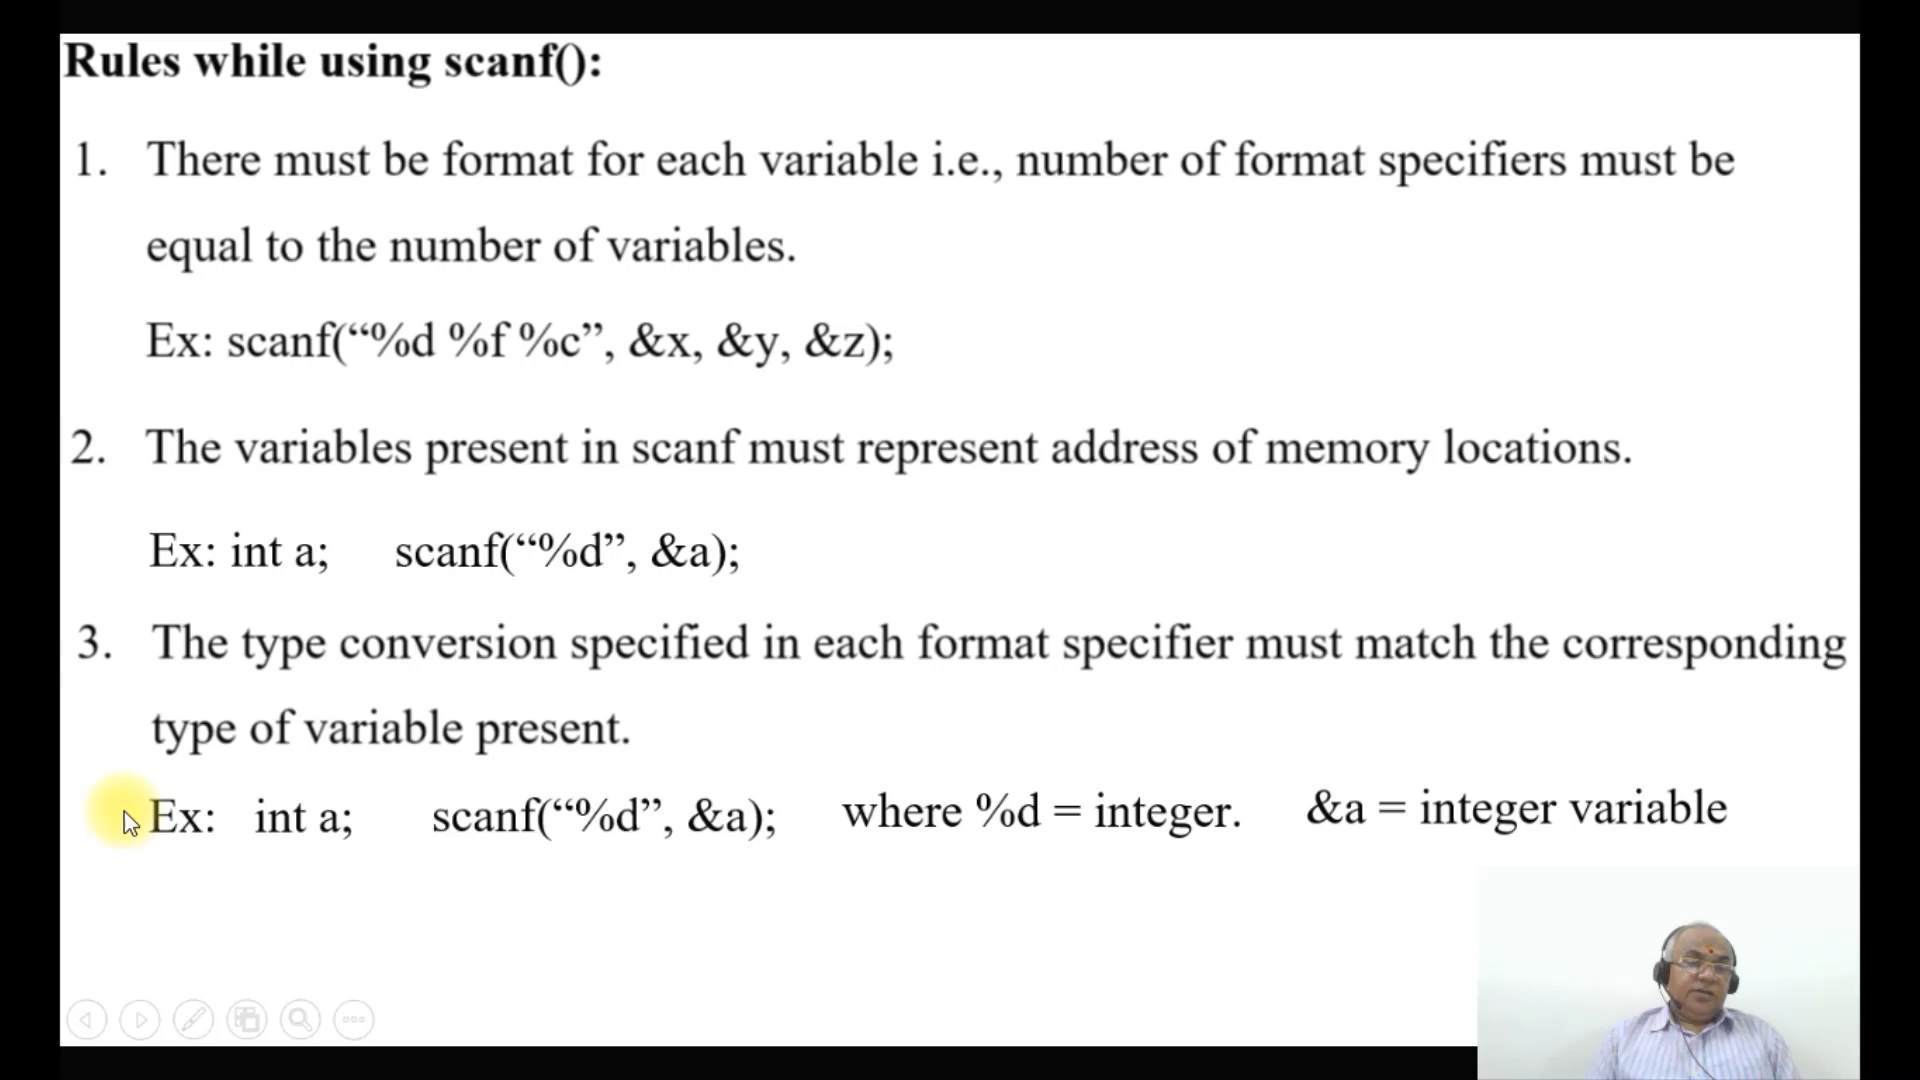 Rules while using scanf():
1. There must be format for each variable i.e., number of format specifiers must be
equal to the number of variables.
Ex: scanf(“%d %f %c”, &x, &y, &z);
2. The variables present in scanf must represent address of memory locations.
Ex: int a; scanf(“%d”, &a);
3. The type conversion specified in each format specifier must match the corresponding
type of variable present.
Ex: int a; scanf(“%d”, &a); where %d = integer. &a = integer variable